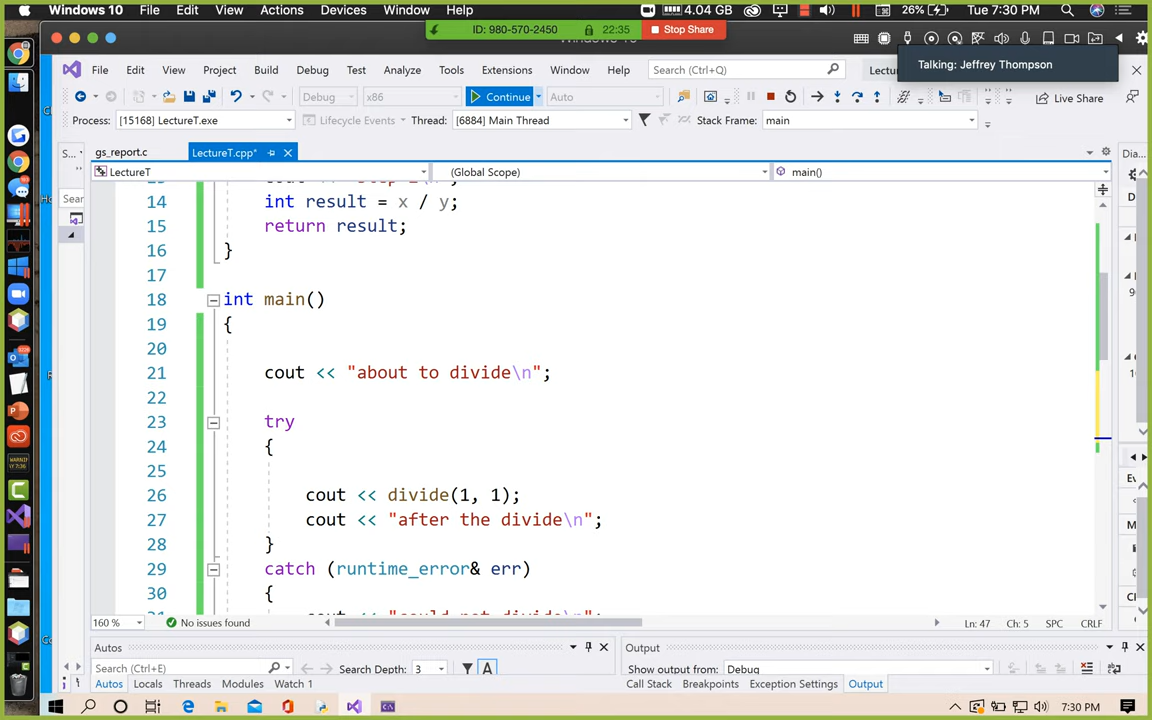 Windows 10 File Edit View Actions Devices Window Help 4.04 GB 26% Tue 7:30 PM
ID: 980-570-2450 22:35 Stop Share
Talking: Jeffrey Thompson
File Edit View Project Build Debug Test Analyze Tools Extensions Window Help Search (Ctrl+Q) Lectu
Debug x86 Continue Auto Live Share
Process: [15168] LectureT.exe Lifecycle Events Thread: [6884] Main Thread Stack Frame: main
S... gs_report.c LectureT.cpp* Dia...
LectureT (Global Scope) main()
Sear
14 int result = x / y;
15 return result;
16 }
17
18 int main()
19 {
20
21 cout << "about to divide\n";
22
23 try
24 {
25
26 cout << divide(1, 1);
27 cout << "after the divide\n";
28 }
29 catch (runtime_error& err)
30 {
160 % No issues found Ln: 47 Ch: 5 SPC CRLF
Autos Output
Search (Ctrl+E) Search Depth: 3 A Show output from: Debug
Autos Locals Threads Modules Watch 1 Call Stack Breakpoints Exception Settings Output
7:30 PM